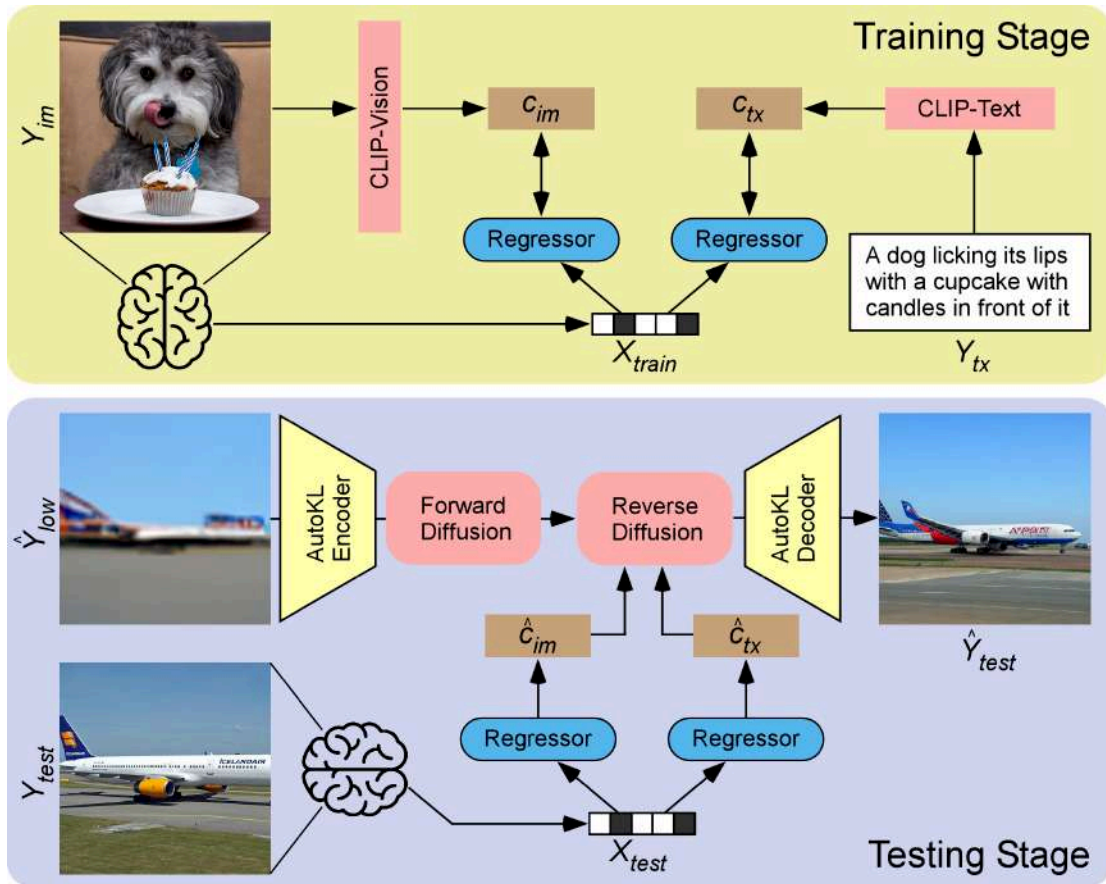 Training Stage
Y_im
CLIP-Vision
c_im
c_tx
CLIP-Text
Regressor
Regressor
A dog licking its lips
with a cupcake with
candles in front of it
X_train
Y_tx
Ŷ_low
AutoKL
Encoder
Forward
Diffusion
Reverse
Diffusion
AutoKL
Decoder
ĉ_im
ĉ_tx
Ŷ_test
Y_test
ICELANDAIR
Regressor
Regressor
X_test
Testing Stage